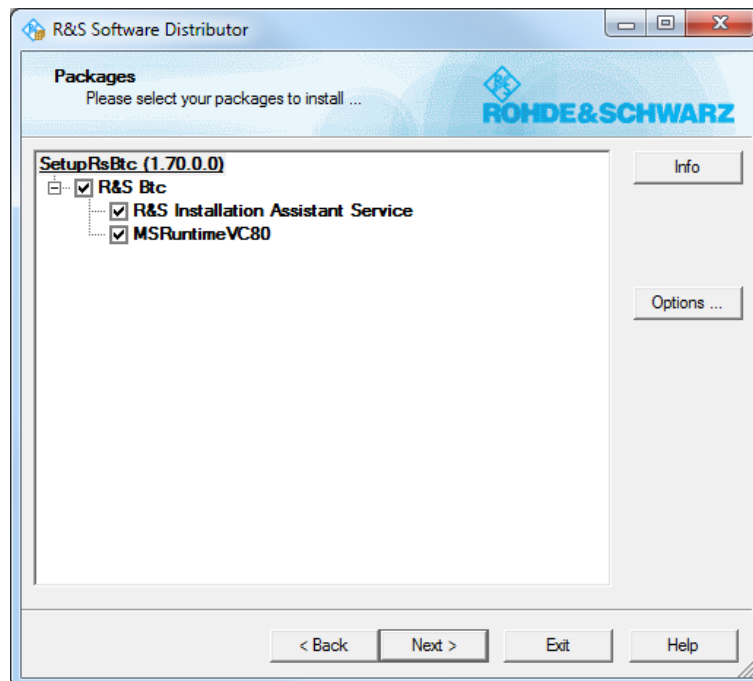 R&S Software Distributor
Packages
Please select your packages to install ...
ROHDE&SCHWARZ
SetupRsBtc (1.70.0.0)
R&S Btc
R&S Installation Assistant Service
MSRuntimeVC80
Info
Options ...
< Back
Next >
Exit
Help